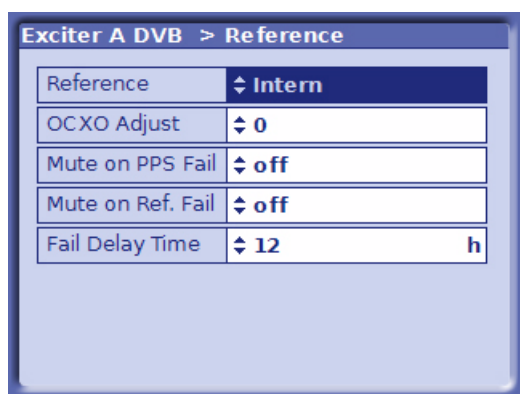 Exciter A DVB > Reference
Reference Intern
OCXO Adjust 0
Mute on PPS Fail off
Mute on Ref. Fail off
Fail Delay Time 12 h